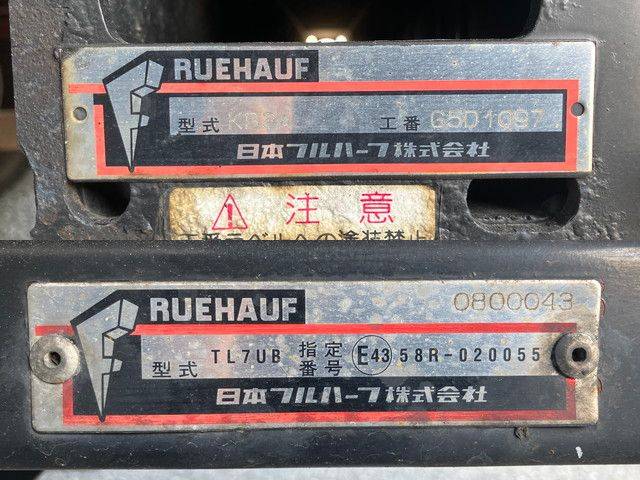 FRUEHAUF
型式 工番 G5D1097
日本フルハーフ株式会社
注意
FRUEHAUF 0800043
型式 TL7UB 指定番号 E43 58R-020055
日本フルハーフ株式会社